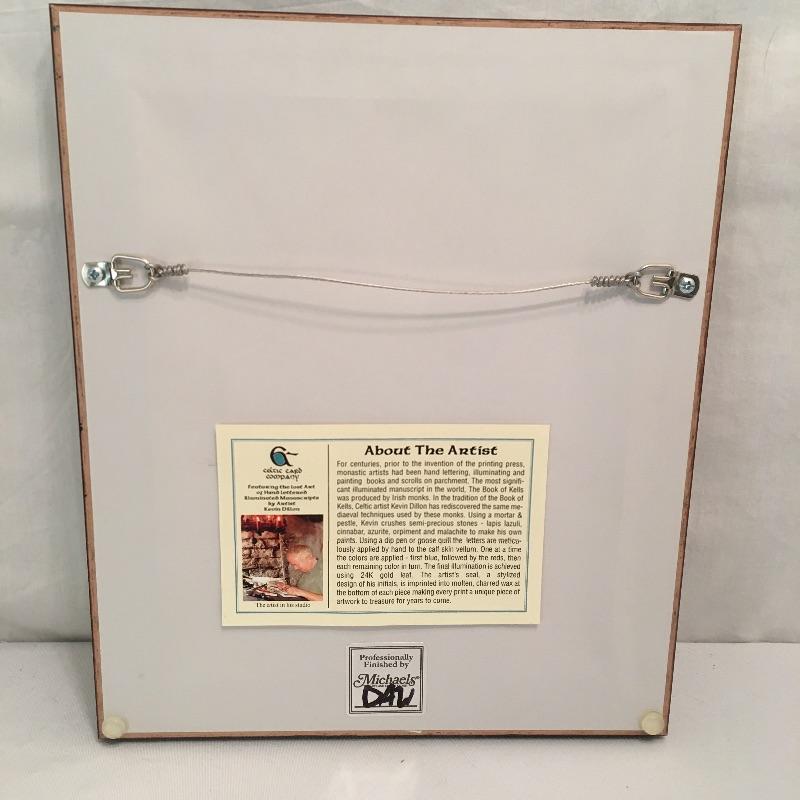 Celtic Card
Company
Featuring the Lost Art
of Hand Lettered
Illuminated Manuscripts
by Artist
Kevin Dillon
The artist in his studio
About The Artist
For centuries, prior to the invention of the printing press,
monastic artists had been hand lettering, illuminating and
painting books and scrolls on parchment. The most signifi-
cant illuminated manuscript in the world, The Book of Kells
was produced by Irish monks. In the tradition of the Book of
Kells, Celtic artist Kevin Dillon has rediscovered the same me-
diaeval techniques used by these monks. Using a mortar &
pestle, Kevin crushes semi-precious stones - lapis lazuli,
cinnabar, azurite, orpiment and malachite to make his own
paints. Using a dip pen or goose quill the letters are meticu-
lously applied by hand to the calf skin vellum. One at a time
the colors are applied - first blue, followed by the reds, then
each remaining color in turn. The final illumination is achieved
using 24K gold leaf. The artist's seal, a stylized
design of his initials, is imprinted into molten, charred wax at
the bottom of each piece making every print a unique piece of
artwork to treasure for years to come.
Professionally
Finished by
Michaels®
DAW